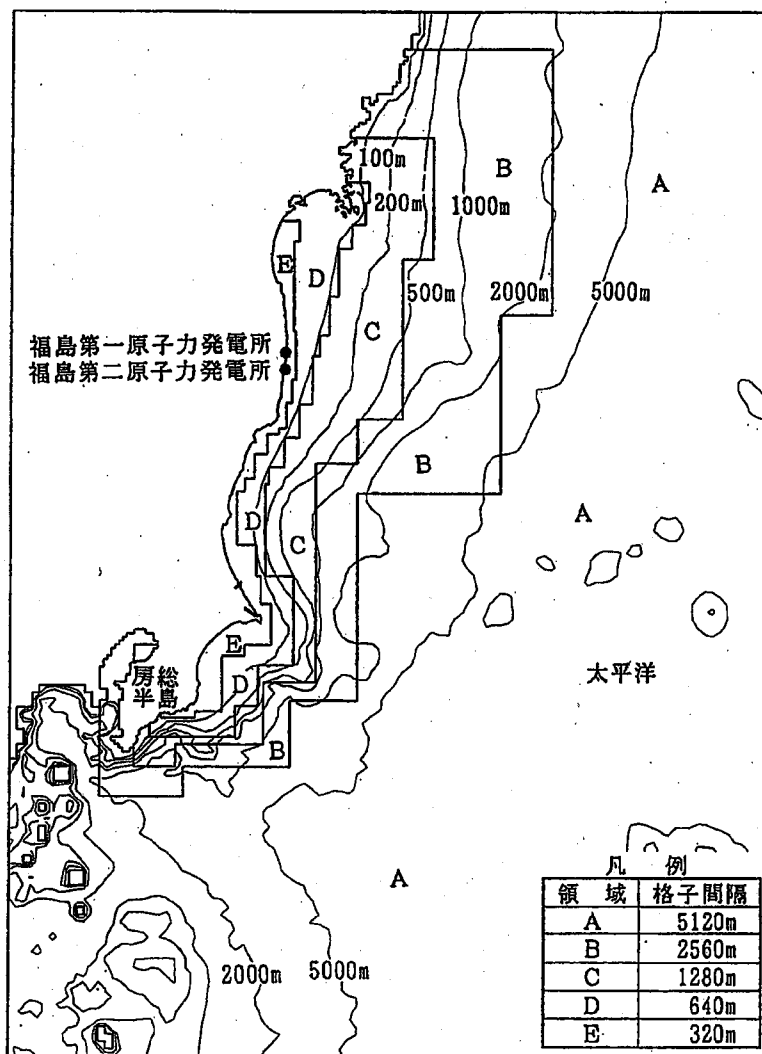 B
A
100m
200m
1000m
E
D
500m
2000m
5000m
C
福島第一原子力発電所
福島第二原子力発電所
B
D
A
C
E
太平洋
房総
半島
D
B
A
2000m
5000m
凡 例
領 域 格子間隔
A 5120m
B 2560m
C 1280m
D 640m
E 320m